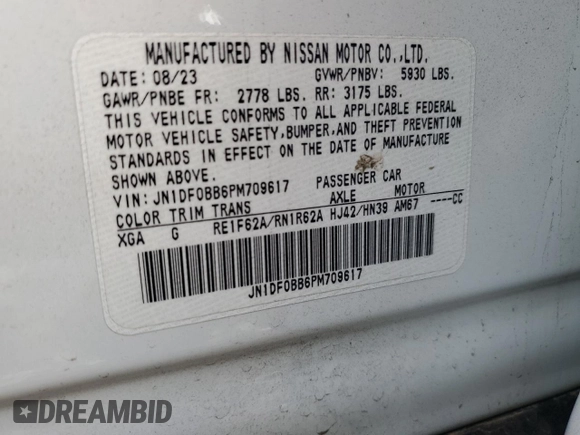 MANUFACTURED BY NISSAN MOTOR CO.,LTD.
DATE: 08/23 GVWR/PNBV: 5930 LBS.
GAWR/PNBE FR: 2778 LBS. RR: 3175 LBS.
THIS VEHICLE CONFORMS TO ALL APPLICABLE FEDERAL
MOTOR VEHICLE SAFETY,BUMPER,AND THEFT PREVENTION
STANDARDS IN EFFECT ON THE DATE OF MANUFACTURE
SHOWN ABOVE.
VIN: JN1DF0BB6PM709617 PASSENGER CAR
COLOR TRIM TRANS AXLE MOTOR
XGA G RE1F62A/RN1R62A HJ42/HN39 AM67 ----CC
JN1DF0BB6PM709617
DREAMBID